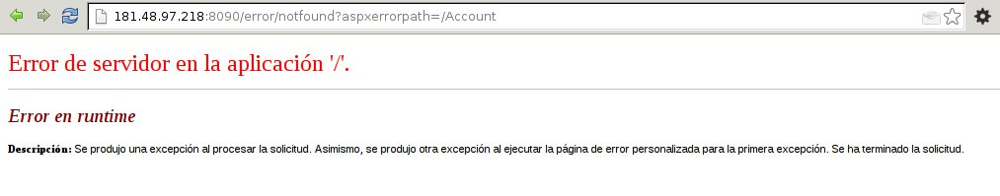 181.48.97.218:8090/error/notfound?aspxerrorpath=/Account
Error de servidor en la aplicación '/'.
Error en runtime
Descripción: Se produjo una excepción al procesar la solicitud. Asimismo, se produjo otra excepción al ejecutar la página de error personalizada para la primera excepción. Se ha terminado la solicitud.